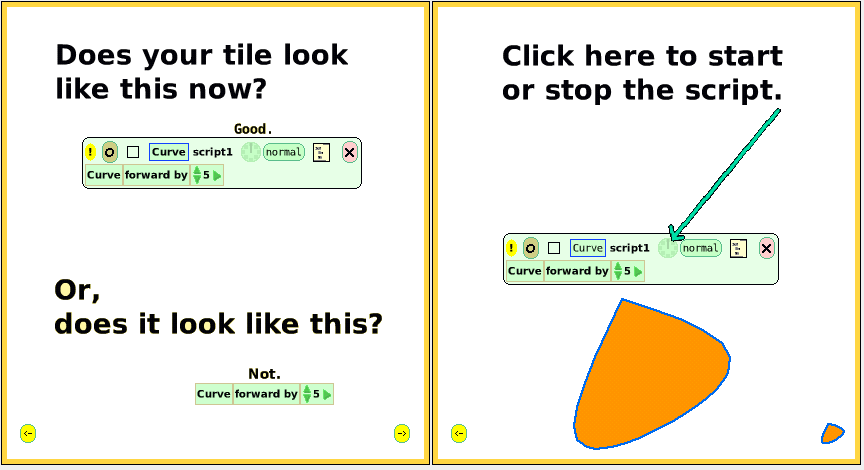 Does your tile look
like this now?
Good.
! Curve script1 normal
Curve forward by 5
Or,
does it look like this?
Not.
Curve forward by 5
Click here to start
or stop the script.
! Curve script1 normal
Curve forward by 5